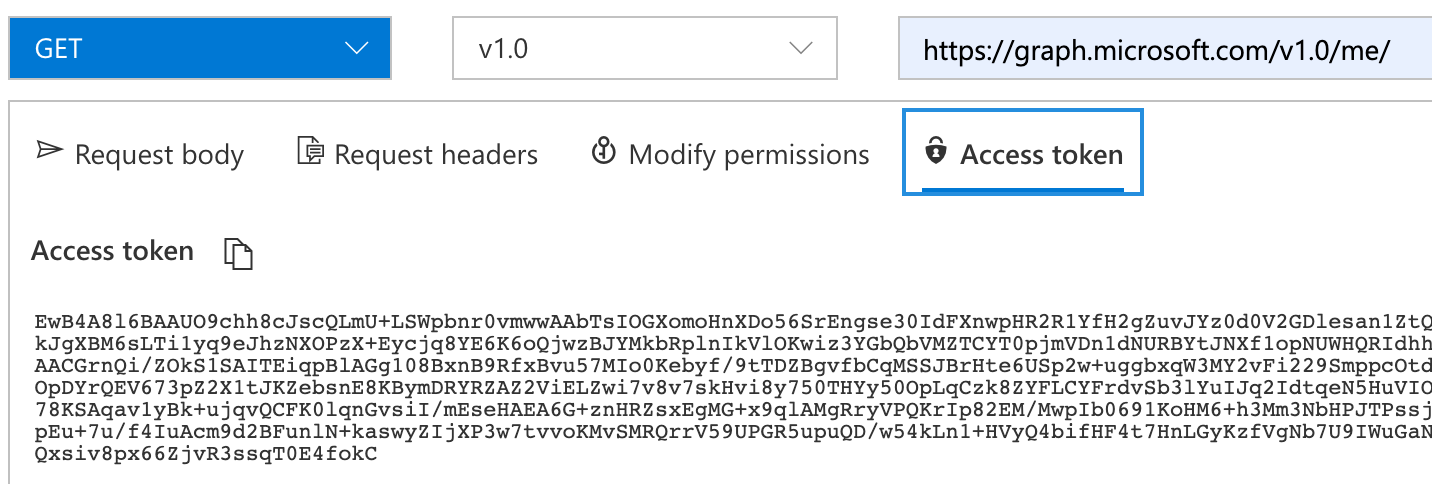 GET
v1.0
https://graph.microsoft.com/v1.0/me/
Request body
Request headers
Modify permissions
Access token
Access token
EwB4A8l6BAAUO9chh8cJscQLmU+LSWpbnr0vmwwAAbTsIOGXomoHnXDo56SrEngse30IdFXnwpHR2R1YfH2gZuvJYz0d0V2GDlesan1ZtQ
kJgXBM6sLTi1yq9eJhzNXOPzX+Eycjq8YE6K6oQjwzBJYMkbRplnIkVlOKwiz3YGbQbVMZTCYT0pjmVDn1dNURBYtJNXf1opNUWHQRIdhh
AACGrnQi/ZOkS1SAITEiqpBlAGg108BxnB9RfxBvu57MIo0Kebyf/9tTDZBgvfbCqMSSJBrHte6USp2w+uggbxqW3MY2vFi229SmppcOtd
OpDYrQEV673pZ2X1tJKZebsnE8KBymDRYRZAZ2ViELZwi7v8v7skHvi8y750THYy50OpLqCzk8ZYFLCYFrdvSb3lYuIJq2IdtqeN5HuVIO
78KSAqav1yBk+ujqvQCFK0lqnGvsiI/mEseHAEA6G+znHRZsxEgMG+x9qlAMgRryVPQKrIp82EM/MwpIb0691KoHM6+h3Mm3NbHPJTPssj
pEu+7u/f4IuAcm9d2BFunlN+kaswyZIjXP3w7tvvoKMvSMRQrrV59UPGR5upuQD/w54kLn1+HVyQ4bifHF4t7HnLGyKzfVgNb7U9IWuGaN
Qxsiv8px66ZjvR3ssqT0E4fokC